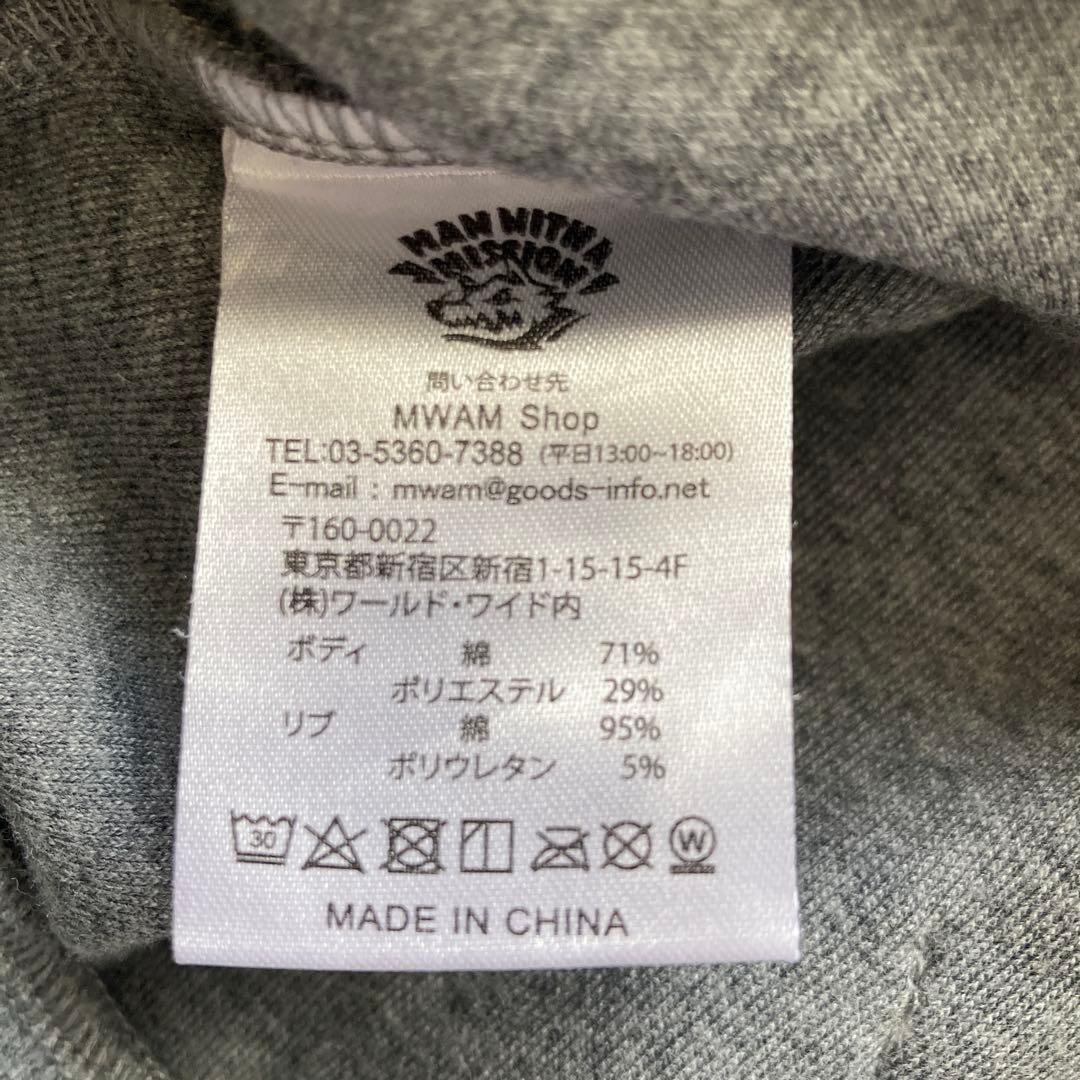 MAN WITH A
MISSION
問い合わせ先
MWAM Shop
TEL:03-5360-7388 (平日13:00~18:00)
E-mail : mwam@goods-info.net
〒160-0022
東京都新宿区新宿1-15-15-4F
(株)ワールド・ワイド内
ボディ 綿 71%
ポリエステル 29%
リブ 綿 95%
ポリウレタン 5%
30 W
MADE IN CHINA